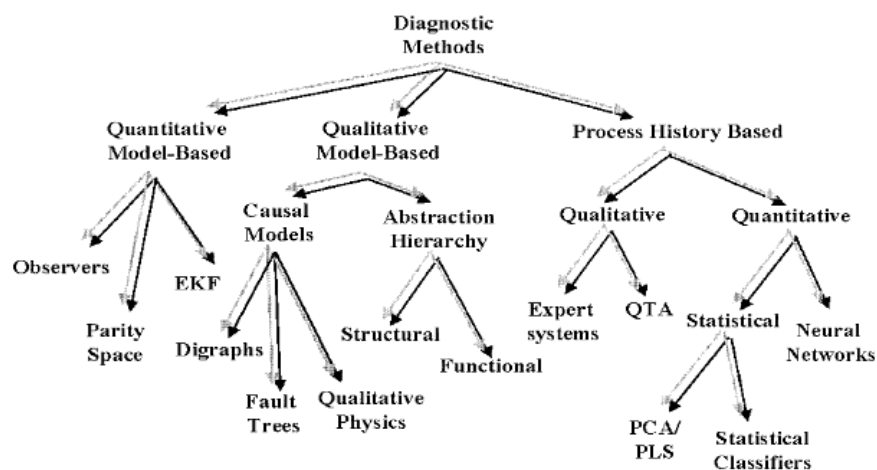 Diagnostic
Methods
Quantitative
Model-Based
Qualitative
Model-Based
Process History Based
Causal
Models
Abstraction
Hierarchy
Qualitative
Quantitative
Observers
EKF
Parity
Space
Digraphs
Fault
Trees
Qualitative
Physics
Structural
Functional
Expert
systems
QTA
Statistical
Neural
Networks
PCA/
PLS
Statistical
Classifiers